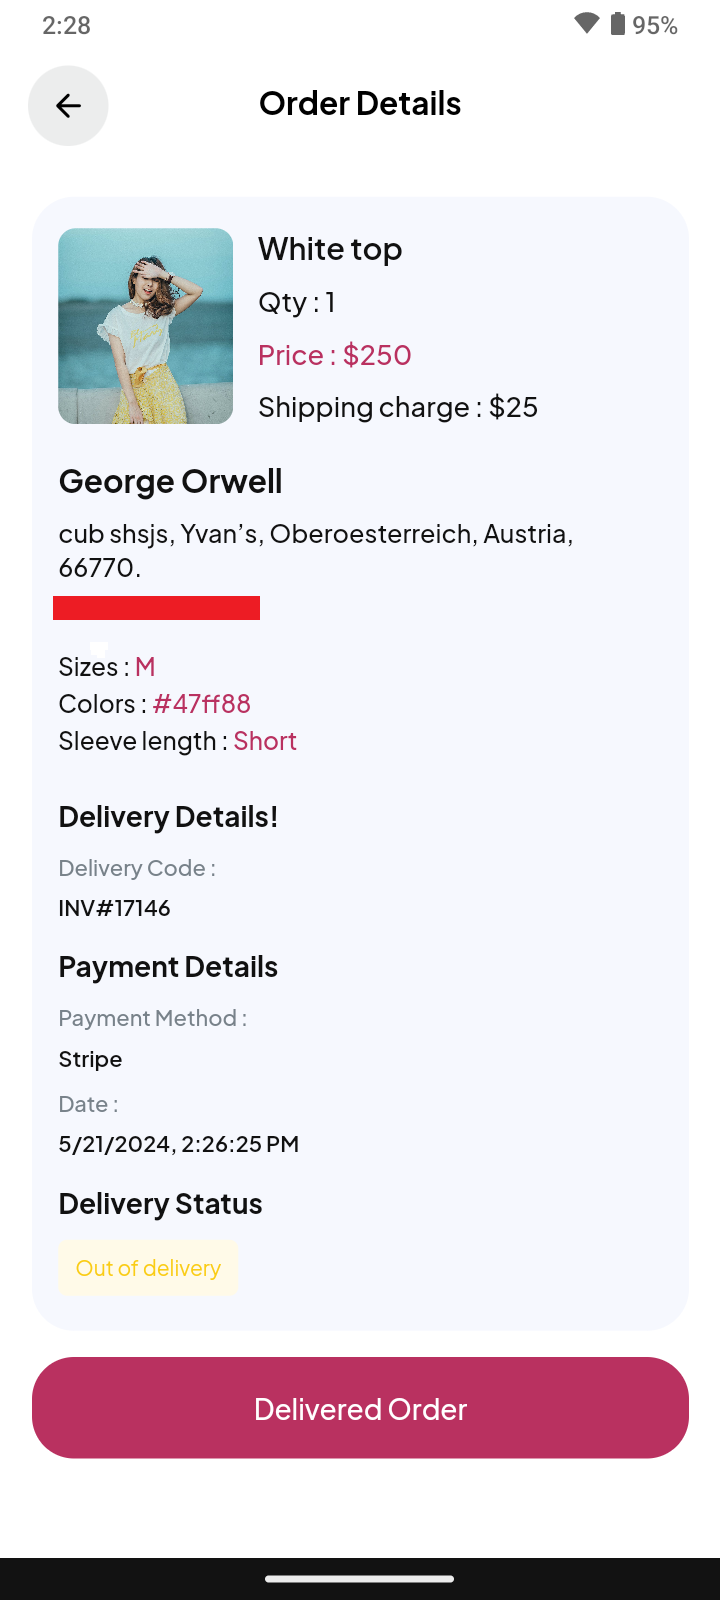 2:28
95%
Order Details
White top
Qty : 1
Price : $250
Shipping charge : $25
George Orwell
cub shsjs, Yvan’s, Oberoesterreich, Austria,
66770.
Sizes : M
Colors : #47ff88
Sleeve length : Short
Delivery Details!
Delivery Code :
INV#17146
Payment Details
Payment Method :
Stripe
Date :
5/21/2024, 2:26:25 PM
Delivery Status
Out of delivery
Delivered Order